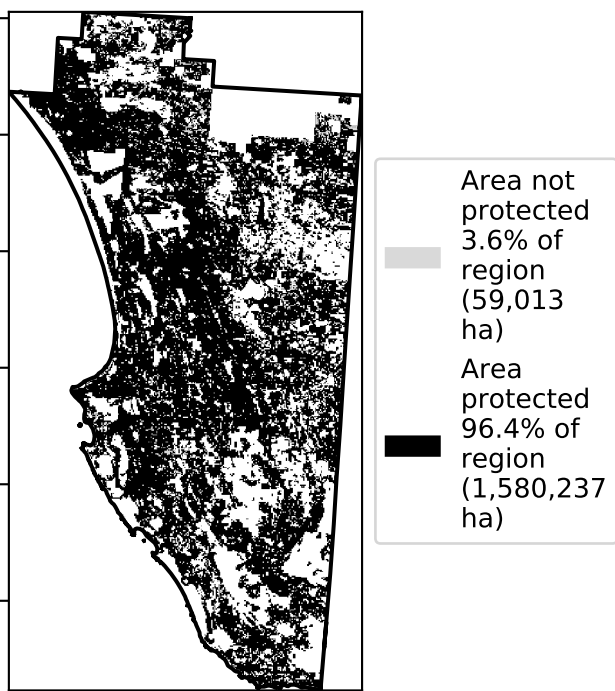 Area not
protected
3.6% of
region
(59,013
ha)
Area
protected
96.4% of
region
(1,580,237
ha)